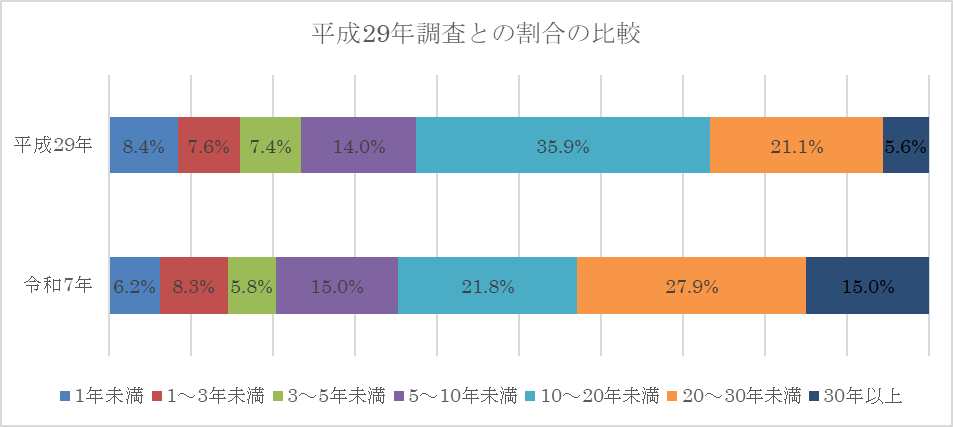 平成29年調査との割合の比較
平成29年 8.4% 7.6% 7.4% 14.0% 35.9% 21.1% 5.6%
令和7年 6.2% 8.3% 5.8% 15.0% 21.8% 27.9% 15.0%
1年未満 1～3年未満 3～5年未満 5～10年未満 10～20年未満 20～30年未満 30年以上